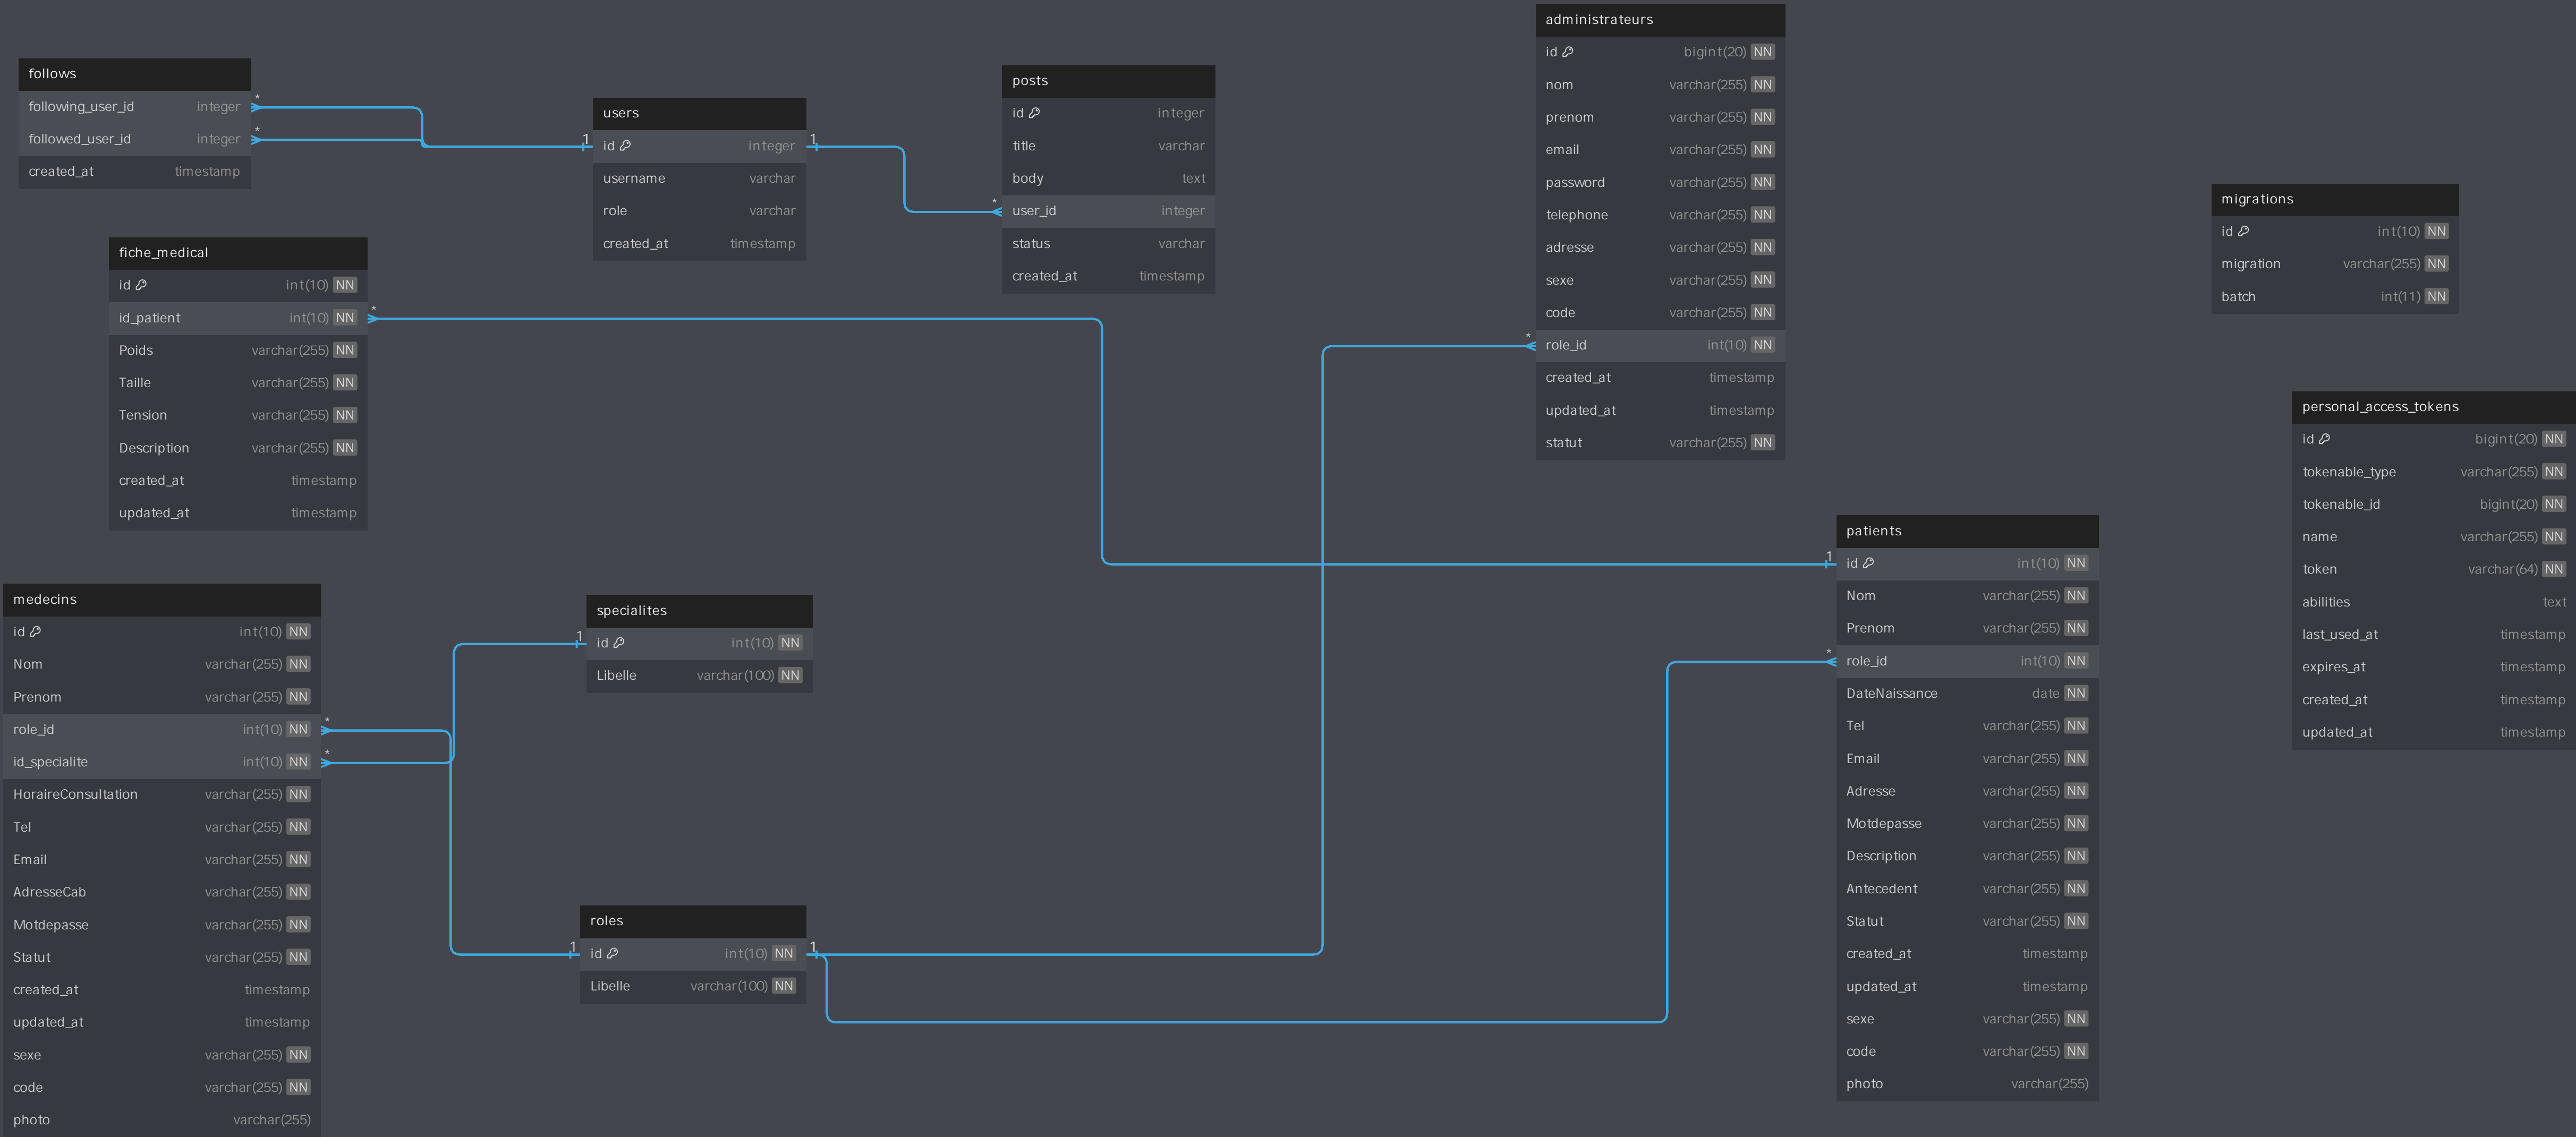 follows
following_user_id integer
followed_user_id integer
created_at timestamp
users
id integer
username varchar
role varchar
created_at timestamp
posts
id integer
title varchar
body text
user_id integer
status varchar
created_at timestamp
administrateurs
id bigint(20) NN
nom varchar(255) NN
prenom varchar(255) NN
email varchar(255) NN
password varchar(255) NN
telephone varchar(255) NN
adresse varchar(255) NN
sexe varchar(255) NN
code varchar(255) NN
role_id int(10) NN
created_at timestamp
updated_at timestamp
statut varchar(255) NN
migrations
id int(10) NN
migration varchar(255) NN
batch int(11) NN
fiche_medical
id int(10) NN
id_patient int(10) NN
Poids varchar(255) NN
Taille varchar(255) NN
Tension varchar(255) NN
Description varchar(255) NN
created_at timestamp
updated_at timestamp
personal_access_tokens
id bigint(20) NN
tokenable_type varchar(255) NN
tokenable_id bigint(20) NN
name varchar(255) NN
token varchar(64) NN
abilities text
last_used_at timestamp
expires_at timestamp
created_at timestamp
updated_at timestamp
medecins
id int(10) NN
Nom varchar(255) NN
Prenom varchar(255) NN
role_id int(10) NN
id_specialite int(10) NN
HoraireConsultation varchar(255) NN
Tel varchar(255) NN
Email varchar(255) NN
AdresseCab varchar(255) NN
Motdepasse varchar(255) NN
Statut varchar(255) NN
created_at timestamp
updated_at timestamp
sexe varchar(255) NN
code varchar(255) NN
photo varchar(255)
specialites
id int(10) NN
Libelle varchar(100) NN
roles
id int(10) NN
Libelle varchar(100) NN
patients
id int(10) NN
Nom varchar(255) NN
Prenom varchar(255) NN
role_id int(10) NN
DateNaissance date NN
Tel varchar(255) NN
Email varchar(255) NN
Adresse varchar(255) NN
Motdepasse varchar(255) NN
Description varchar(255) NN
Antecedent varchar(255) NN
Statut varchar(255) NN
created_at timestamp
updated_at timestamp
sexe varchar(255) NN
code varchar(255) NN
photo varchar(255)
*
*
1
1
*
*
1
*
*
*
1
1
1
*
*